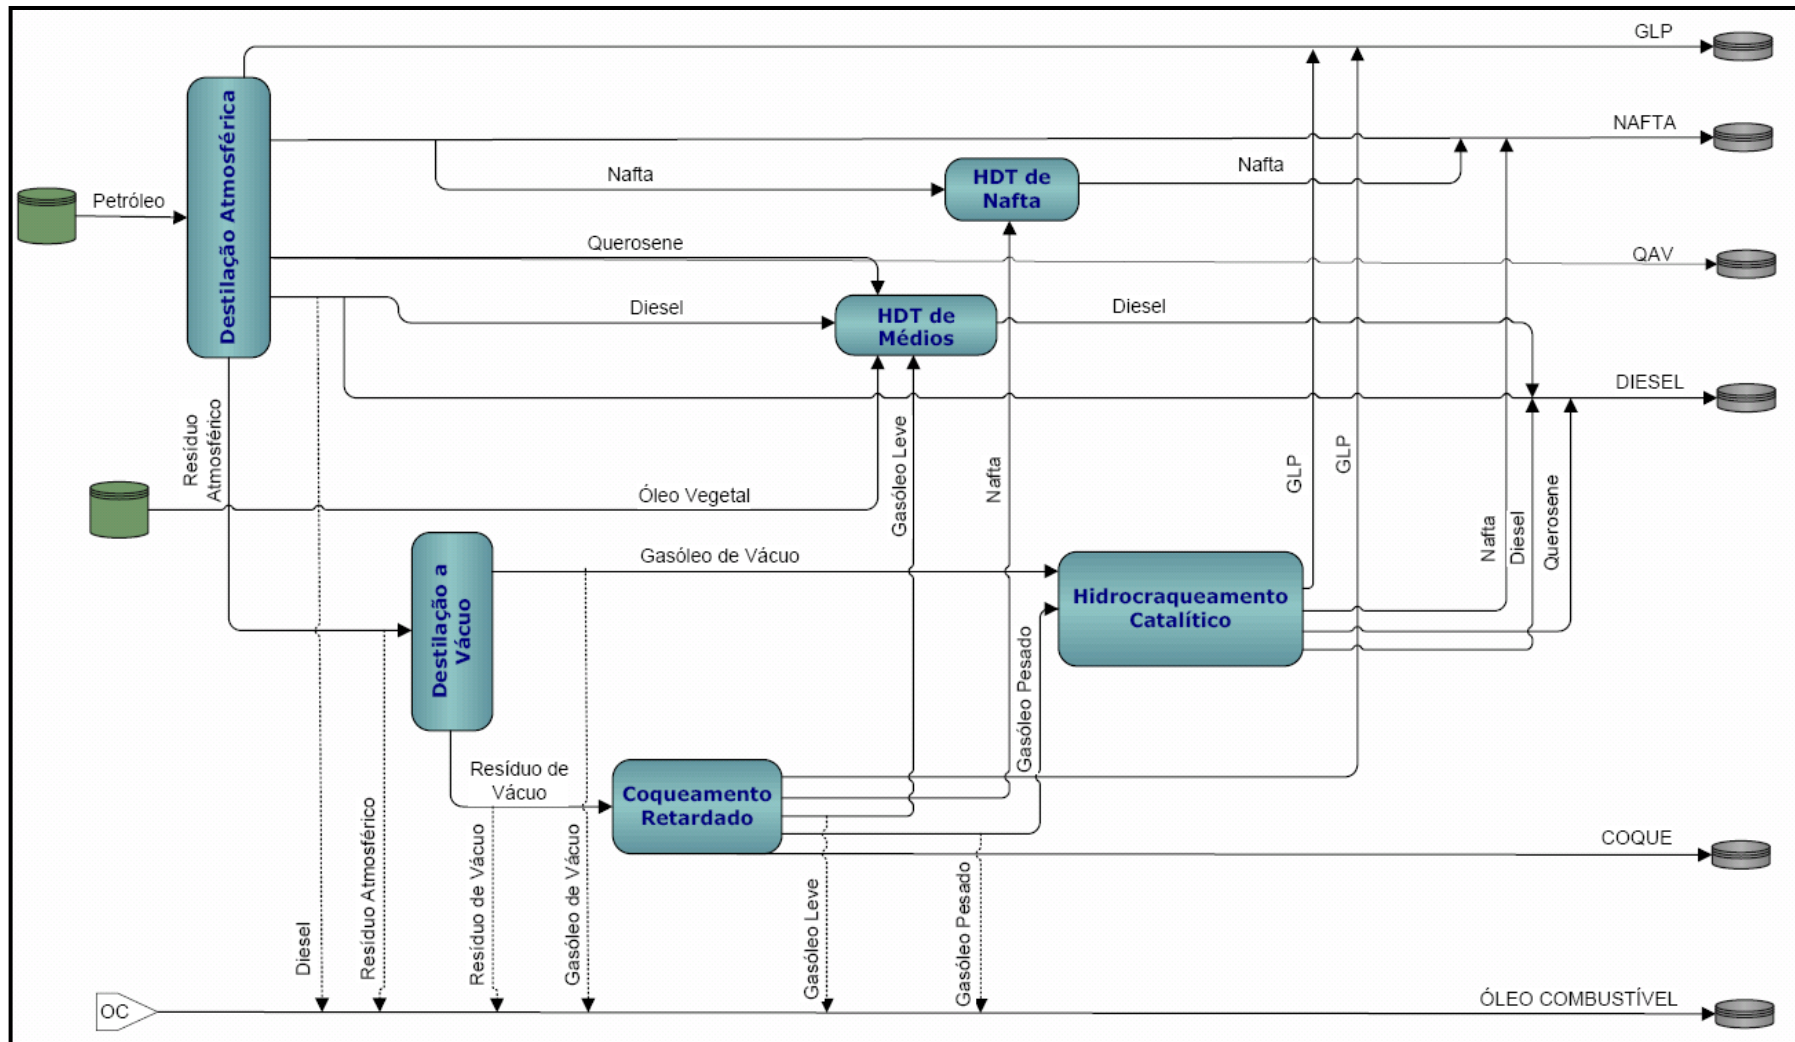 GLP
NAFTA
Nafta
HDT de
Nafta
Nafta
Petróleo
Destilação Atmosférica
Querosene
QAV
Diesel
HDT de
Médios
Diesel
DIESEL
Resíduo
Atmosférico
Óleo Vegetal
Gasóleo Leve
Nafta
GLP
GLP
Nafta
Diesel
Querosene
Gasóleo de Vácuo
Destilação a
Vácuo
Hidrocraqueamento
Catalítico
Gasóleo Pesado
Resíduo de
Vácuo
Coqueamento
Retardado
COQUE
Diesel
Resíduo Atmosférico
Resíduo de Vácuo
Gasóleo de Vácuo
Gasóleo Leve
Gasóleo Pesado
OC
ÓLEO COMBUSTÍVEL